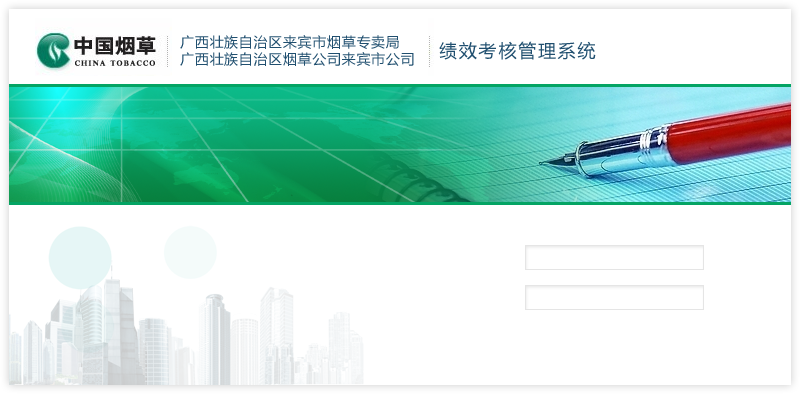 中国烟草
CHINA TOBACCO
广西壮族自治区来宾市烟草专卖局
广西壮族自治区烟草公司来宾市公司
绩效考核管理系统